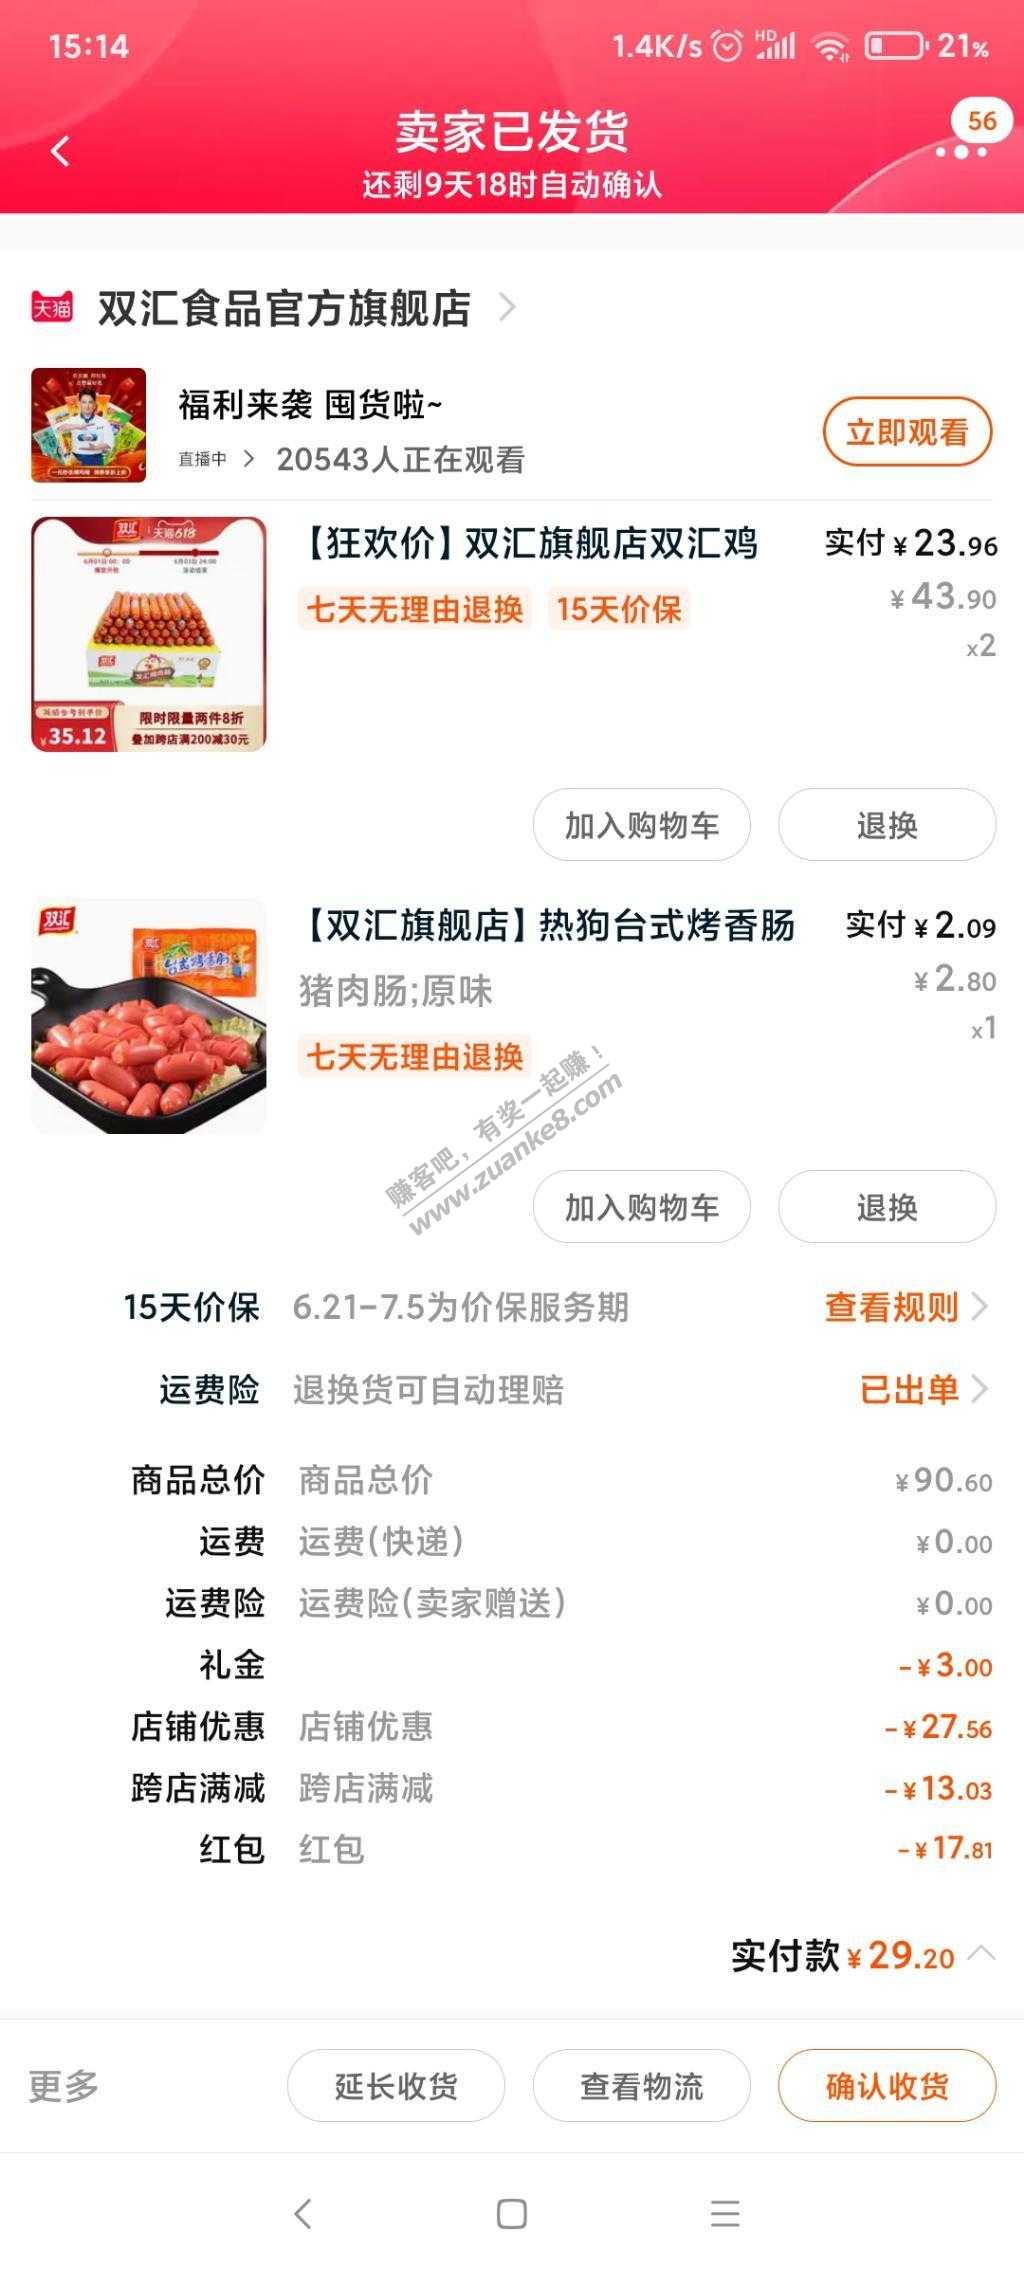 15:14
1.4K/s
HD
21%
卖家已发货
56
还剩9天18时自动确认
天猫
双汇食品官方旗舰店
福利来袭 囤货啦~
直播中
20543人正在观看
立即观看
双汇
天猫618
【狂欢价】双汇旗舰店双汇鸡
实付 ¥23.96
七天无理由退换
15天价保
¥43.90
x2
¥35.12
限时限量两件8折
叠加跨店满200减30元
加入购物车
退换
双汇
【双汇旗舰店】热狗台式烤香肠
实付 ¥2.09
猪肉肠;原味
¥2.80
x1
七天无理由退换
赚客吧，有奖一起赚！
www.zuanke8.com
加入购物车
退换
15天价保
6.21-7.5为价保服务期
查看规则
运费险
退换货可自动理赔
已出单
商品总价
商品总价
¥90.60
运费
运费(快递)
¥0.00
运费险
运费险(卖家赠送)
¥0.00
礼金
-¥3.00
店铺优惠
店铺优惠
-¥27.56
跨店满减
跨店满减
-¥13.03
红包
红包
-¥17.81
实付款 ¥29.20
更多
延长收货
查看物流
确认收货